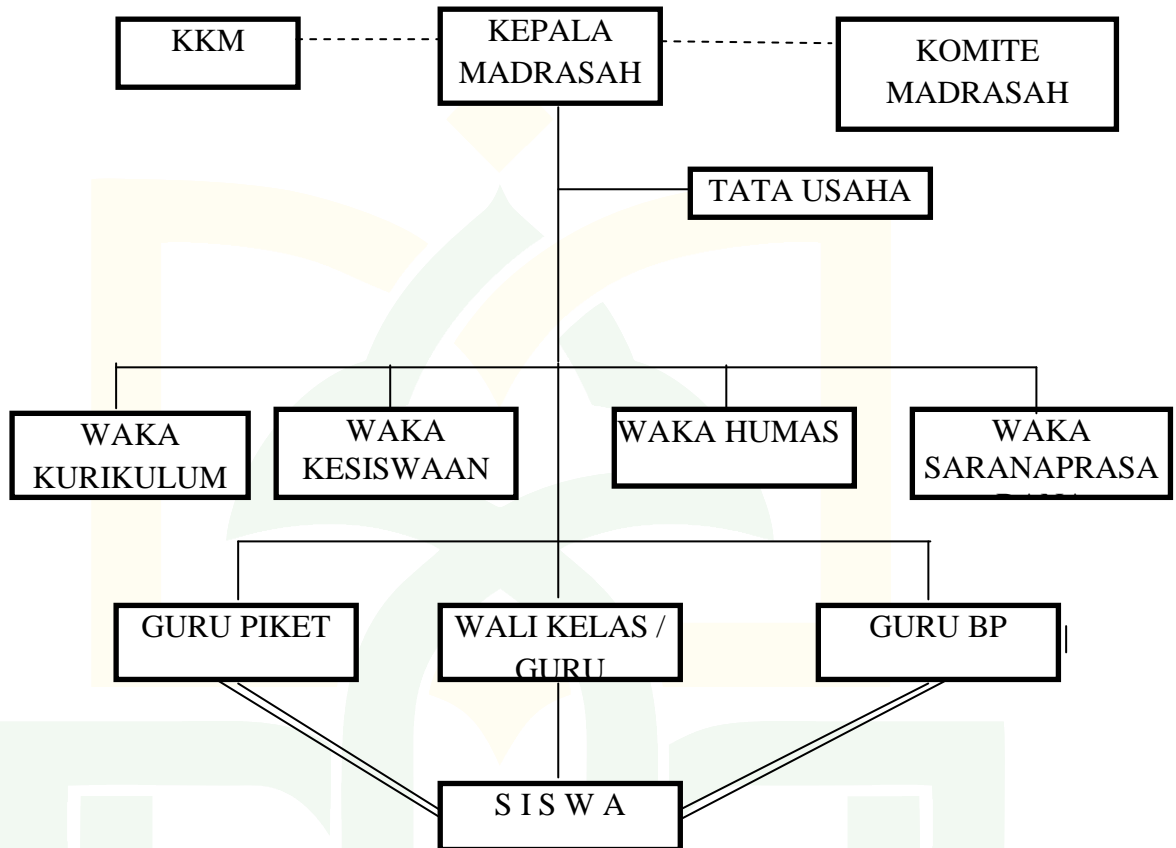 KKM
KEPALA
MADRASAH
KOMITE
MADRASAH
TATA USAHA
WAKA
KURIKULUM
WAKA
KESISWAAN
WAKA HUMAS
WAKA
SARANAPRASA
GURU PIKET
WALI KELAS /
GURU
GURU BP
S I S W A